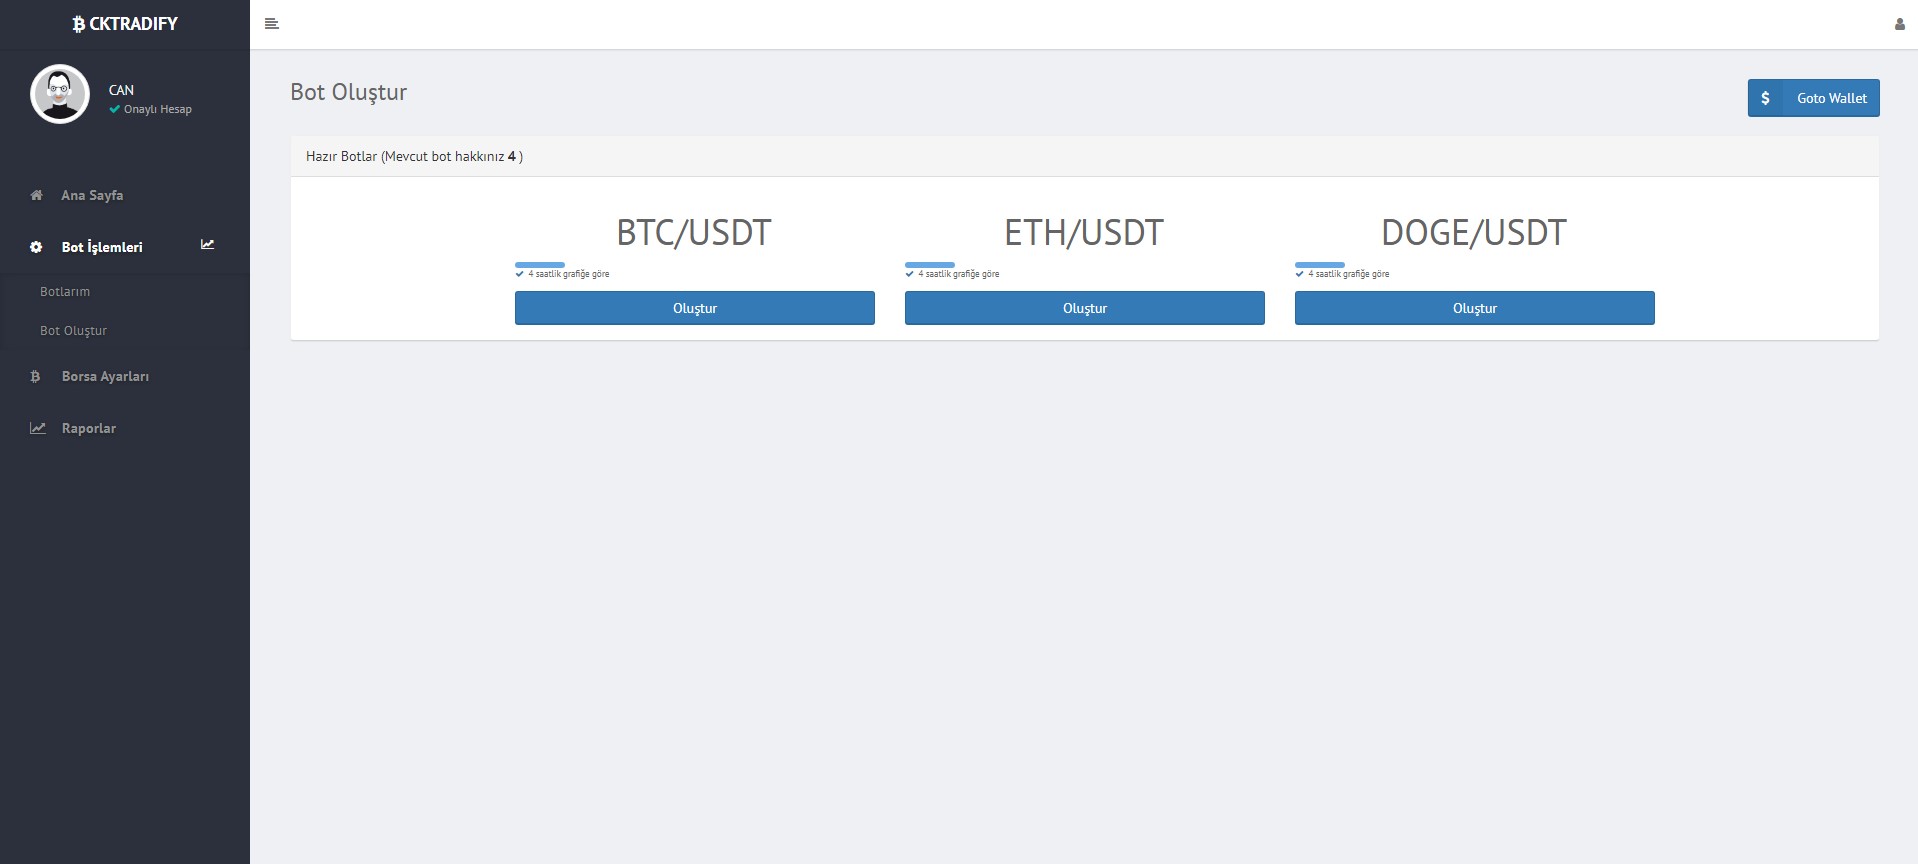 CKTRADIFY
CAN
Onaylı Hesap
Ana Sayfa
Bot İşlemleri
Botlarım
Bot Oluştur
Borsa Ayarları
Raporlar
Bot Oluştur
$ Goto Wallet
Hazır Botlar (Mevcut bot hakkınız 4 )
BTC/USDT
4 saatlik grafiğe göre
Oluştur
ETH/USDT
4 saatlik grafiğe göre
Oluştur
DOGE/USDT
4 saatlik grafiğe göre
Oluştur